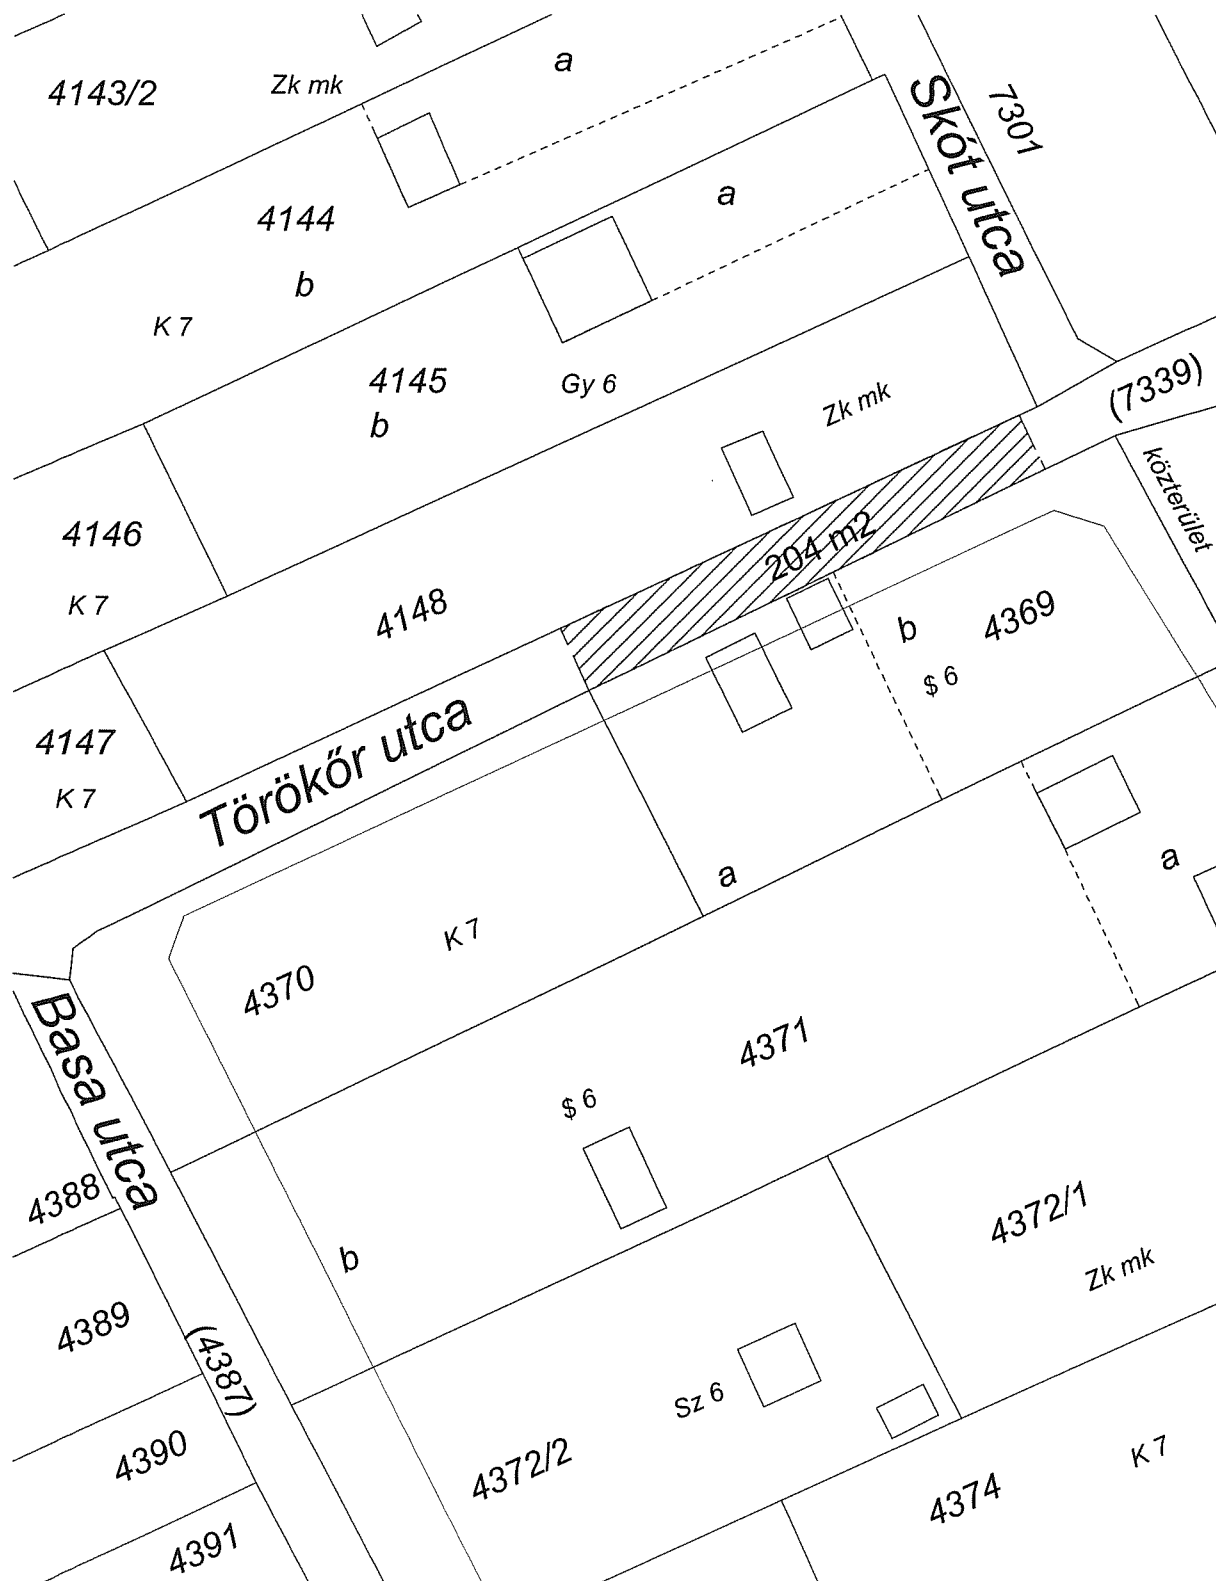 a
4143/2
Zk mk
Skót utca
7301
a
4144
b
K 7
4145
Gy 6
b
Zk mk
(7339)
közterület
4146
K 7
204 m2
4148
4369
b
$ 6
4147
K 7
Törökőr utca
a
a
K 7
4370
4371
Basa utca
$ 6
4388
4372/1
b
Zk mk
4389
(4387)
Sz 6
4390
4372/2
K 7
4374
4391